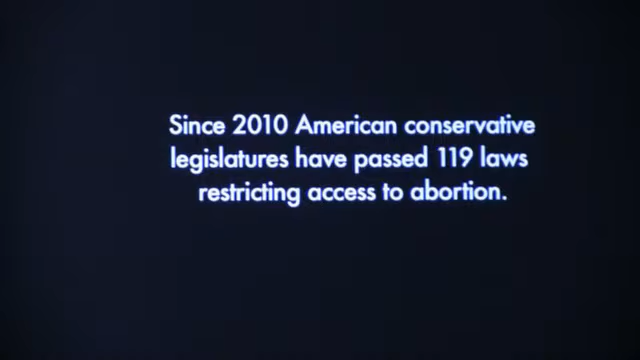 Since 2010 American conservative
legislatures have passed 119 laws
restricting access to abortion.